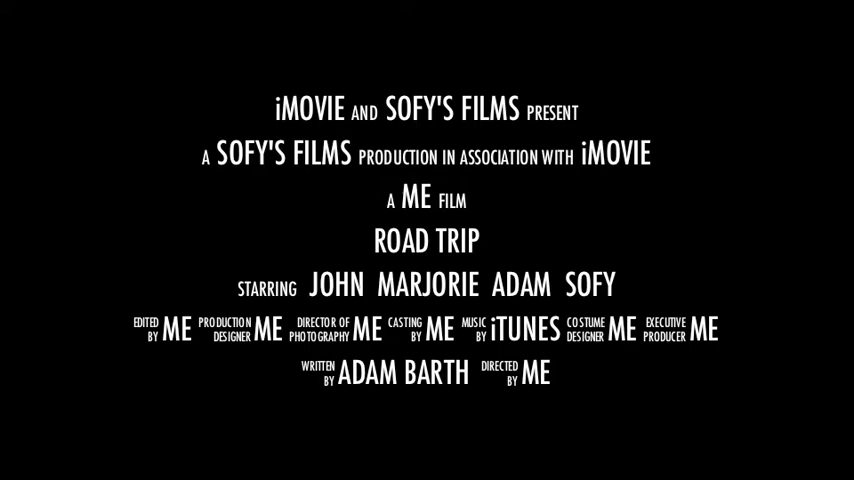 iMOVIE AND SOFY'S FILMS PRESENT
A SOFY'S FILMS PRODUCTION IN ASSOCIATION WITH iMOVIE
A ME FILM
ROAD TRIP
STARRING JOHN MARJORIE ADAM SOFY
EDITED BY ME PRODUCTION DESIGNER ME DIRECTOR OF PHOTOGRAPHY ME CASTING BY ME MUSIC BY iTUNES COSTUME DESIGNER ME EXECUTIVE PRODUCER ME
WRITTEN BY ADAM BARTH DIRECTED BY ME